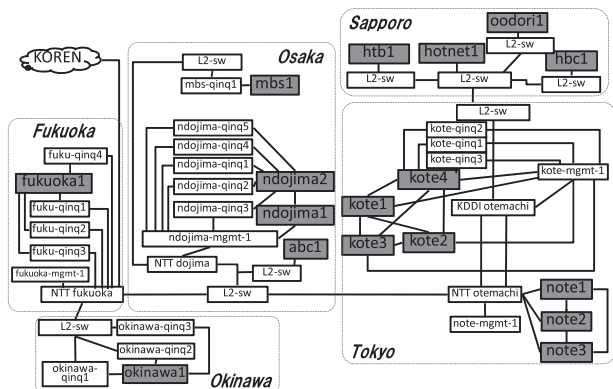 KOREN
Fukuoka
fuku-qinq4
fukuoka1
fuku-qinq1
fuku-qinq2
fuku-qinq3
fukuoka-mgmt-1
NTT fukuoka
L2-sw
okinawa-qinq3
okinawa-qinq2
okinawa-
qinq1
okinawa1
Okinawa
Osaka
L2-sw
mbs-qinq1
mbs1
ndojima-qinq5
ndojima-qinq4
ndojima-qinq1
ndojima-qinq2
ndojima-qinq3
ndojima2
ndojima1
ndojima-mgmt-1
abc1
NTT dojima
L2-sw
L2-sw
Sapporo
oodori1
htb1
hotnet1
L2-sw
hbc1
L2-sw
L2-sw
L2-sw
L2-sw
kote-qinq2
kote-qinq1
kote-qinq3
kote4
kote-mgmt-1
kote1
KDDI otemachi
kote3
kote2
NTT otemachi
note1
note2
note-mgmt-1
note3
Tokyo